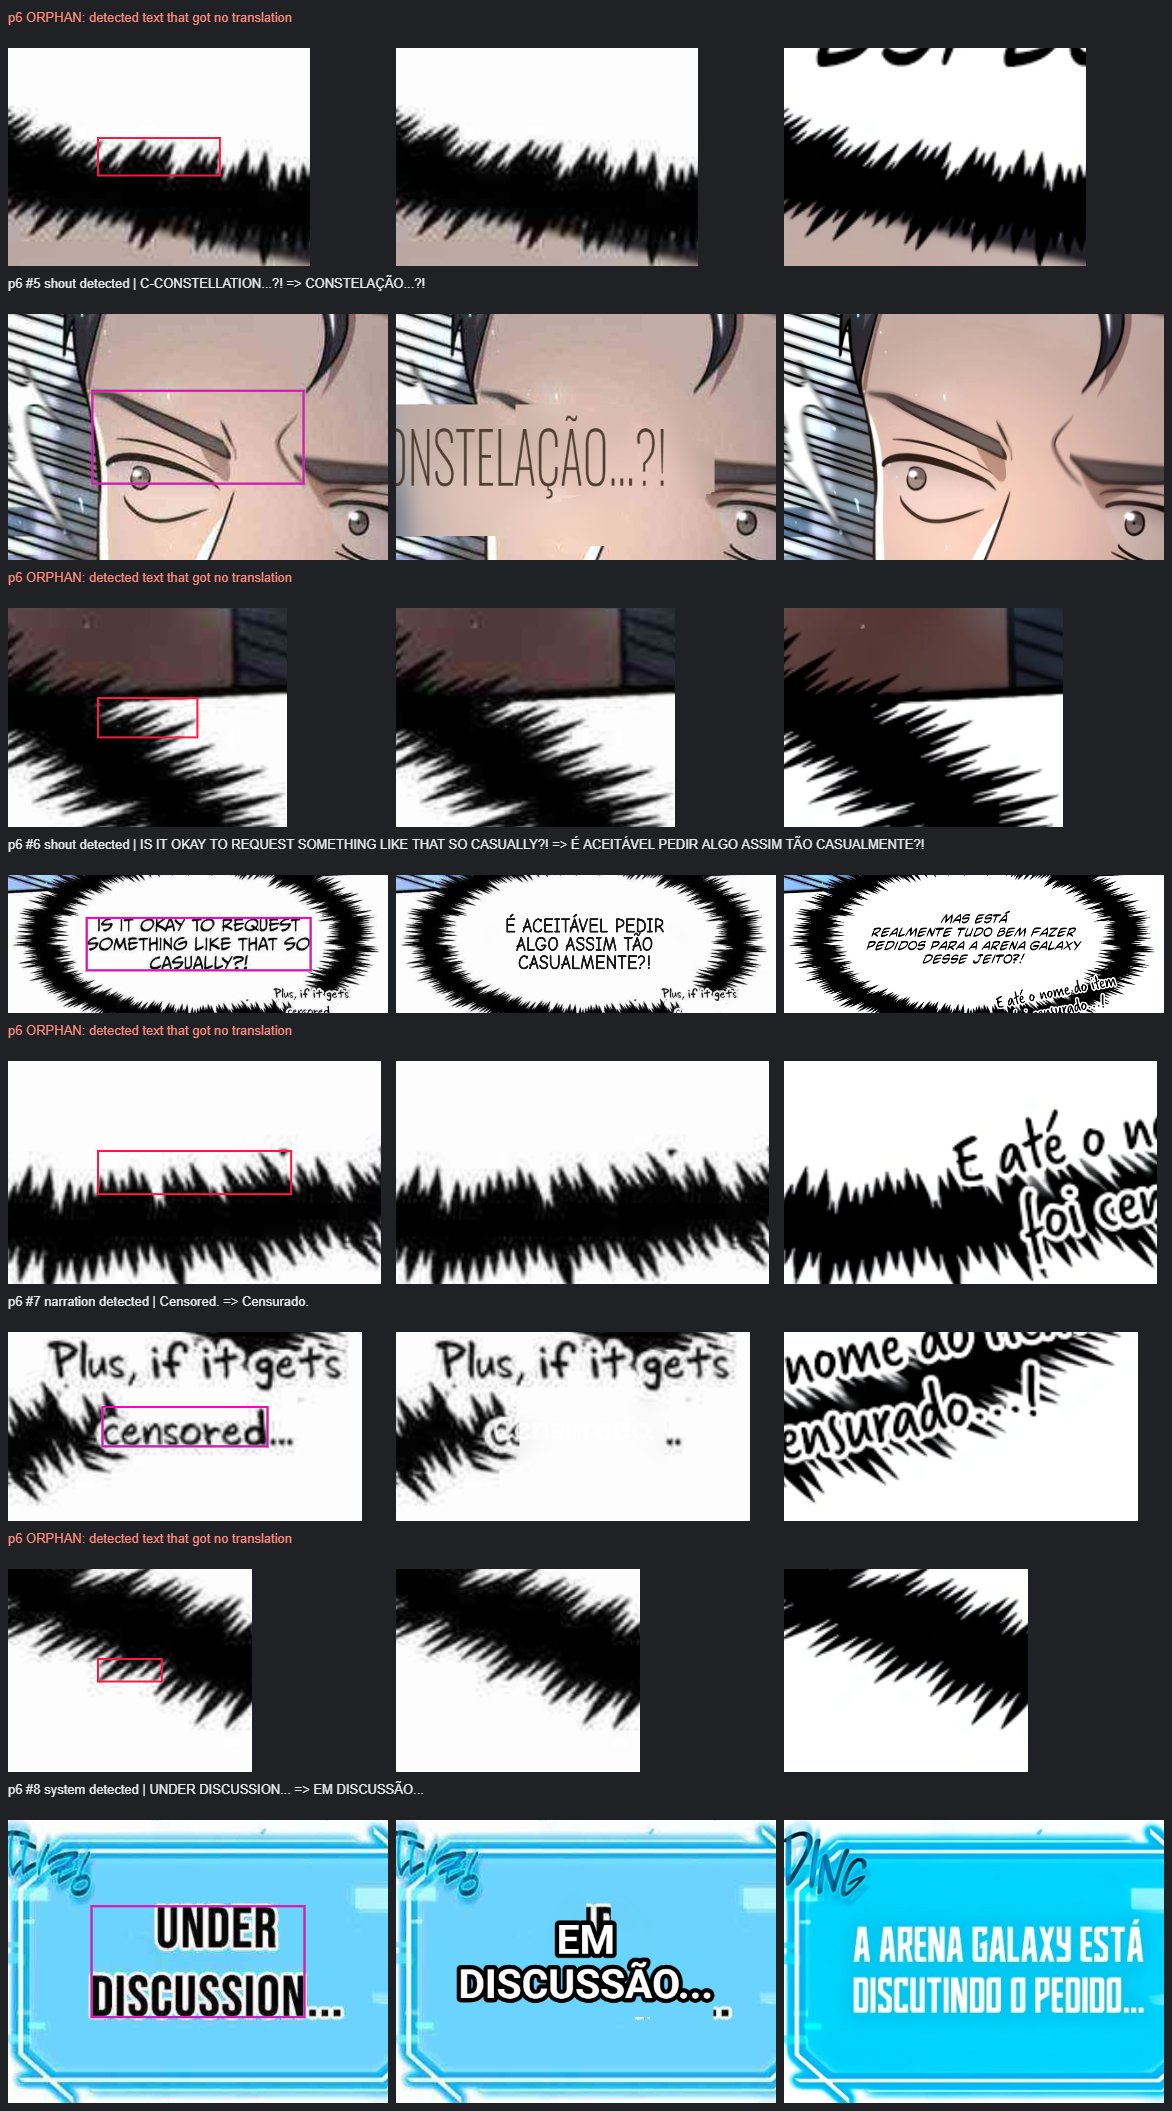 p6 ORPHAN: detected text that got no translation
p6 #5 shout detected | C-CONSTELLATION...?! => CONSTELAÇÃO...?!
ONSTELAÇÃO...?!
p6 ORPHAN: detected text that got no translation
p6 #6 shout detected | IS IT OKAY TO REQUEST SOMETHING LIKE THAT SO CASUALLY?! => É ACEITÁVEL PEDIR ALGO ASSIM TÃO CASUALMENTE?!
IS IT OKAY TO REQUEST
SOMETHING LIKE THAT SO
CASUALLY?!
Plus, if it gets
censored
É ACEITÁVEL PEDIR
ALGO ASSIM TÃO
CASUALMENTE?!
Plus, if it gets
MAS ESTÁ
REALMENTE TUDO BEM FAZER
PEDIDOS PARA A ARENA GALAXY
DESSE JEITO?!
E até o nome do item
foi censurado...!
p6 ORPHAN: detected text that got no translation
E até o n
foi cen
p6 #7 narration detected | Censored. => Censurado.
Plus, if it gets
censored...
Plus, if it gets
Censurado.
..
nome do item
ensurado...!
p6 ORPHAN: detected text that got no translation
p6 #8 system detected | UNDER DISCUSSION... => EM DISCUSSÃO...
UNDER
DISCUSSION...
EM
DISCUSSÃO...
DING
A ARENA GALAXY ESTÁ
DISCUTINDO O PEDIDO...